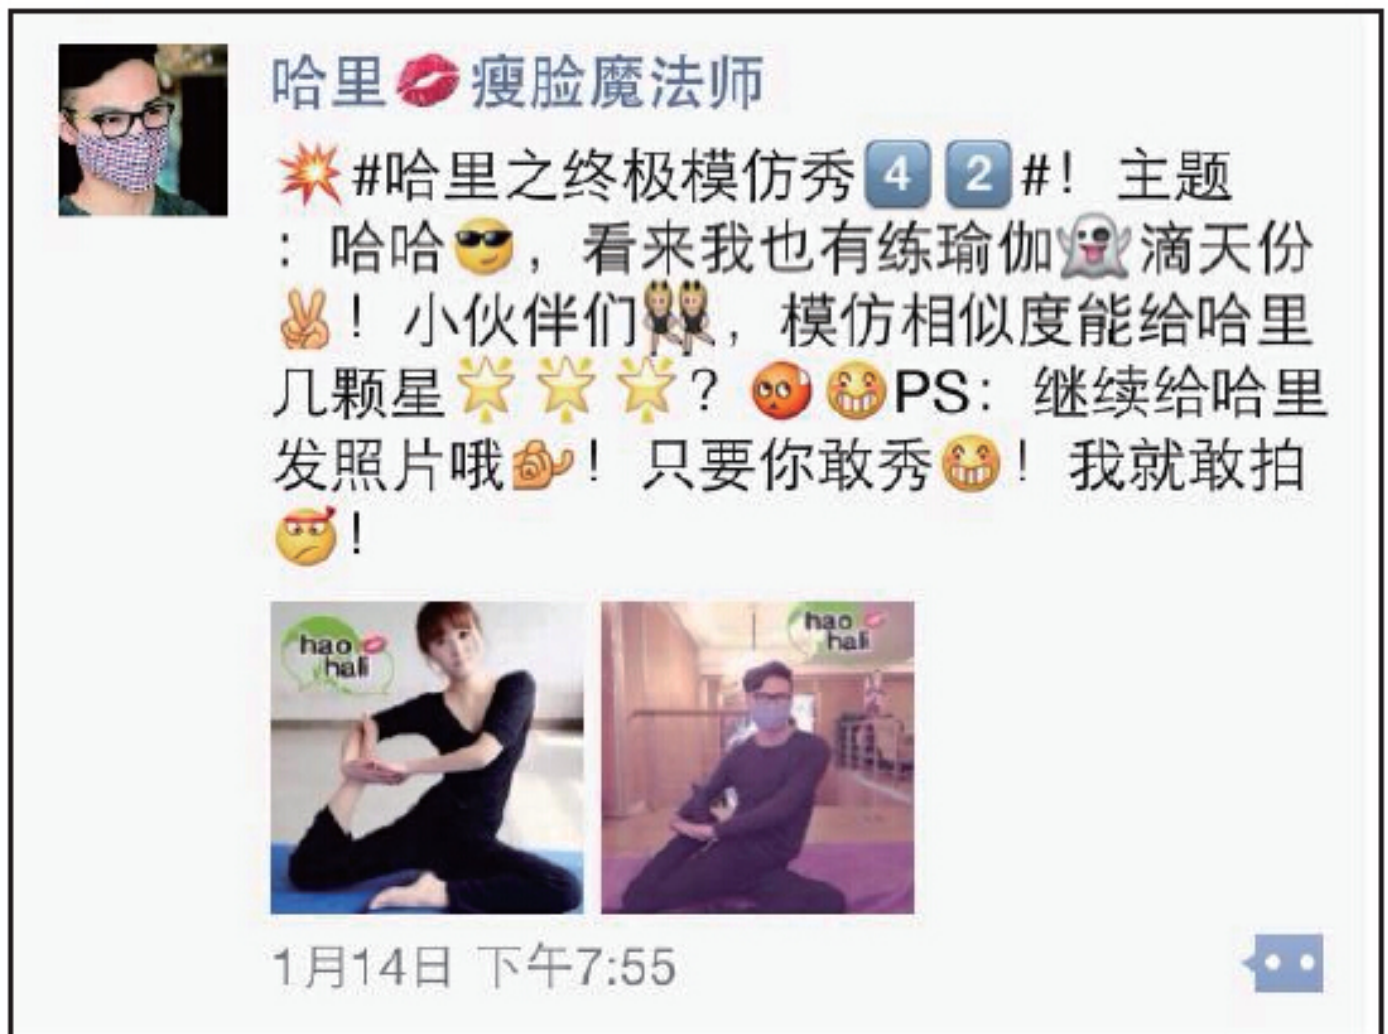 哈里💋瘦脸魔法师
💥#哈里之终极模仿秀4️⃣2️⃣#！主题
：哈哈😎，看来我也有练瑜伽👻滴天份
✌！小伙伴们👯，模仿相似度能给哈里
几颗星🌟🌟🌟？😳😁PS：继续给哈里
发照片哦👏！只要你敢秀😁！我就敢拍
😤！
hao
hali
hao
hali
1月14日 下午7:55